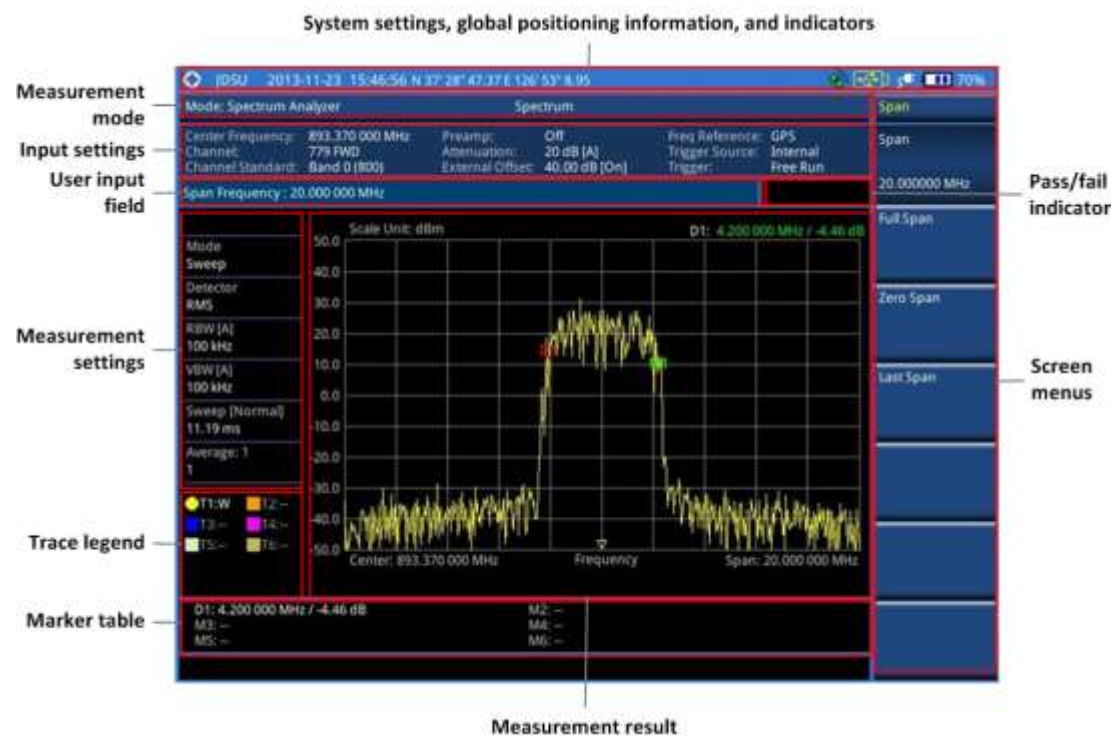 System settings, global positioning information, and indicators
JDSU 2013-11-23 15:46:56 N 37° 28" 47.37 E 126° 53" 8.95 70%
Measurement
mode
Mode: Spectrum Analyzer Spectrum
Span
Input settings
Center Frequency: 893.370 000 MHz Preamp: Off Freq Reference: GPS
Channel: 779 FWD Attenuation: 20 dB [A] Trigger Source: Internal
Channel Standard: Band 0 (800) External Offset: 40.00 dB [On] Trigger: Free Run
Span
20.000000 MHz
User input
field
Span Frequency : 20.000 000 MHz
Pass/fail
indicator
Full Span
Zero Span
Last Span
Screen
menus
Measurement
settings
Mode
Sweep
Detector
RMS
RBW [A]
100 kHz
VBW [A]
100 kHz
Sweep [Normal]
11.19 ms
Average: 1
1
Scale Unit: dBm D1: 4.200 000 MHz / -4.46 dB
50.0
40.0
30.0
20.0
10.0
0.0
-10.0
-20.0
-30.0
-40.0
-50.0
Center: 893.370 000 MHz Frequency Span: 20.000 000 MHz
Trace legend
T1:W T2:--
T3:-- T4:--
T5:-- T6:--
Marker table
D1: 4.200 000 MHz / -4.46 dB M2: --
M3: -- M4: --
M5: -- M6: --
Measurement result